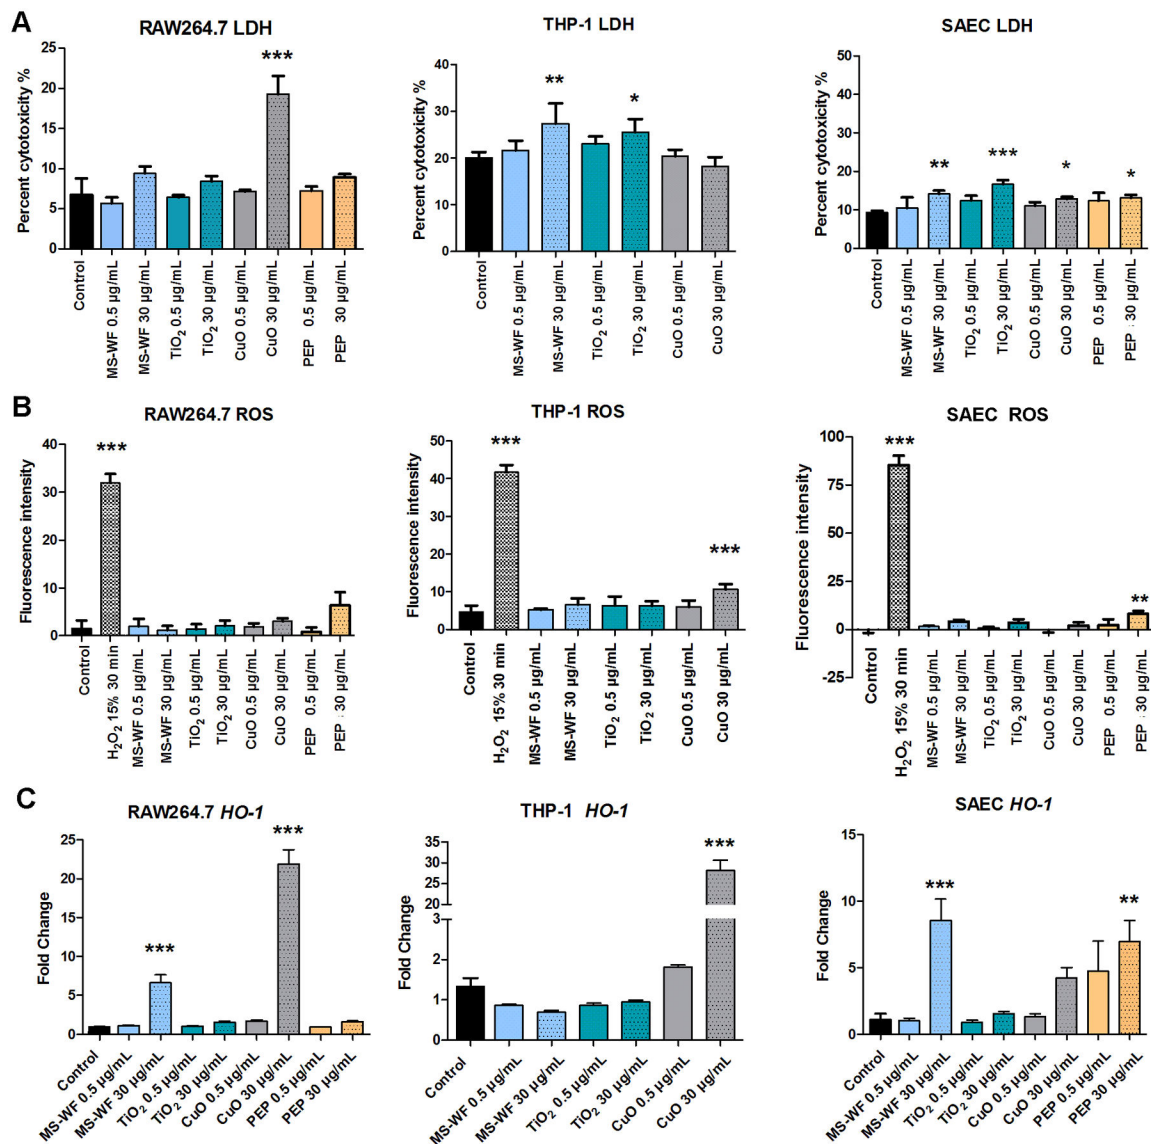 A
RAW264.7 LDH
Percent cytotoxicity %
25
20
15
10
5
0
***
Control
MS-WF 0.5 µg/mL
MS-WF 30 µg/mL
TiO₂ 0.5 µg/mL
TiO₂ 30 µg/mL
CuO 0.5 µg/mL
CuO 30 µg/mL
PEP 0.5 µg/mL
PEP 30 µg/mL
THP-1 LDH
Percent cytotoxicity %
40
30
20
10
0
**
*
Control
MS-WF 0.5 µg/mL
MS-WF 30 µg/mL
TiO₂ 0.5 µg/mL
TiO₂ 30 µg/mL
CuO 0.5 µg/mL
CuO 30 µg/mL
SAEC LDH
Percent cytotoxicity %
50
40
30
20
10
0
**
***
*
*
Control
MS-WF 0.5 µg/mL
MS-WF 30 µg/mL
TiO₂ 0.5 µg/mL
TiO₂ 30 µg/mL
CuO 0.5 µg/mL
CuO 30 µg/mL
PEP 0.5 µg/mL
PEP 30 µg/mL
B
RAW264.7 ROS
Fluorescence intensity
40
30
20
10
0
***
Control
H₂O₂ 15% 30 min
MS-WF 0.5 µg/mL
MS-WF 30 µg/mL
TiO₂ 0.5 µg/mL
TiO₂ 30 µg/mL
CuO 0.5 µg/mL
CuO 30 µg/mL
PEP 0.5 µg/mL
PEP 30 µg/mL
THP-1 ROS
Fluorescence intensity
50
40
30
20
10
0
***
***
Control
H₂O₂ 15% 30 min
MS-WF 0.5 µg/mL
MS-WF 30 µg/mL
TiO₂ 0.5 µg/mL
TiO₂ 30 µg/mL
CuO 0.5 µg/mL
CuO 30 µg/mL
SAEC ROS
Fluorescence intensity
100
75
50
25
0
-25
***
**
Control
H₂O₂ 15% 30 min
MS-WF 0.5 µg/mL
MS-WF 30 µg/mL
TiO₂ 0.5 µg/mL
TiO₂ 30 µg/mL
CuO 0.5 µg/mL
CuO 30 µg/mL
PEP 0.5 µg/mL
PEP 30 µg/mL
C
RAW264.7 HO-1
Fold Change
25
20
15
10
5
0
***
***
Control
MS-WF 0.5 µg/mL
MS-WF 30 µg/mL
TiO₂ 0.5 µg/mL
TiO₂ 30 µg/mL
CuO 0.5 µg/mL
CuO 30 µg/mL
PEP 0.5 µg/mL
PEP 30 µg/mL
THP-1 HO-1
Fold Change
35
30
25
20
3
2
1
0
***
Control
MS-WF 0.5 µg/mL
MS-WF 30 µg/mL
TiO₂ 0.5 µg/mL
TiO₂ 30 µg/mL
CuO 0.5 µg/mL
CuO 30 µg/mL
SAEC HO-1
Fold Change
15
10
5
0
***
**
Control
MS-WF 0.5 µg/mL
MS-WF 30 µg/mL
TiO₂ 0.5 µg/mL
TiO₂ 30 µg/mL
CuO 0.5 µg/mL
CuO 30 µg/mL
PEP 0.5 µg/mL
PEP 30 µg/mL